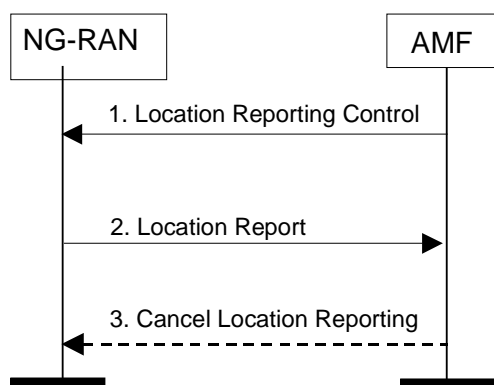 NG-RAN
AMF
1. Location Reporting Control
2. Location Report
3. Cancel Location Reporting